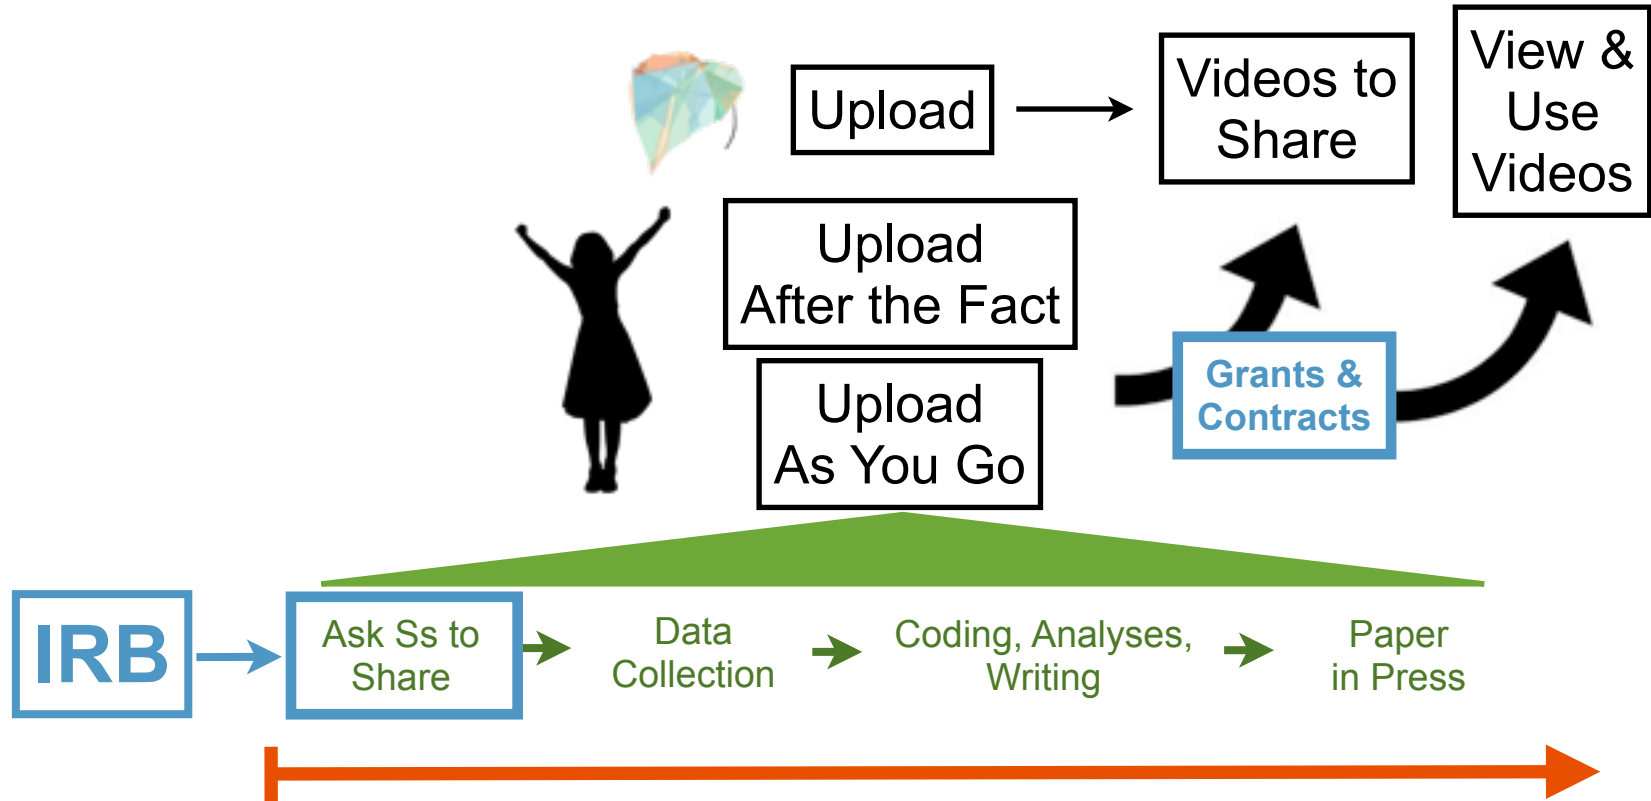 Upload
Videos to
Share
View &
Use
Videos
Upload
After the Fact
Upload
As You Go
Grants &
Contracts
IRB
Ask Ss to
Share
Data
Collection
Coding, Analyses,
Writing
Paper
in Press